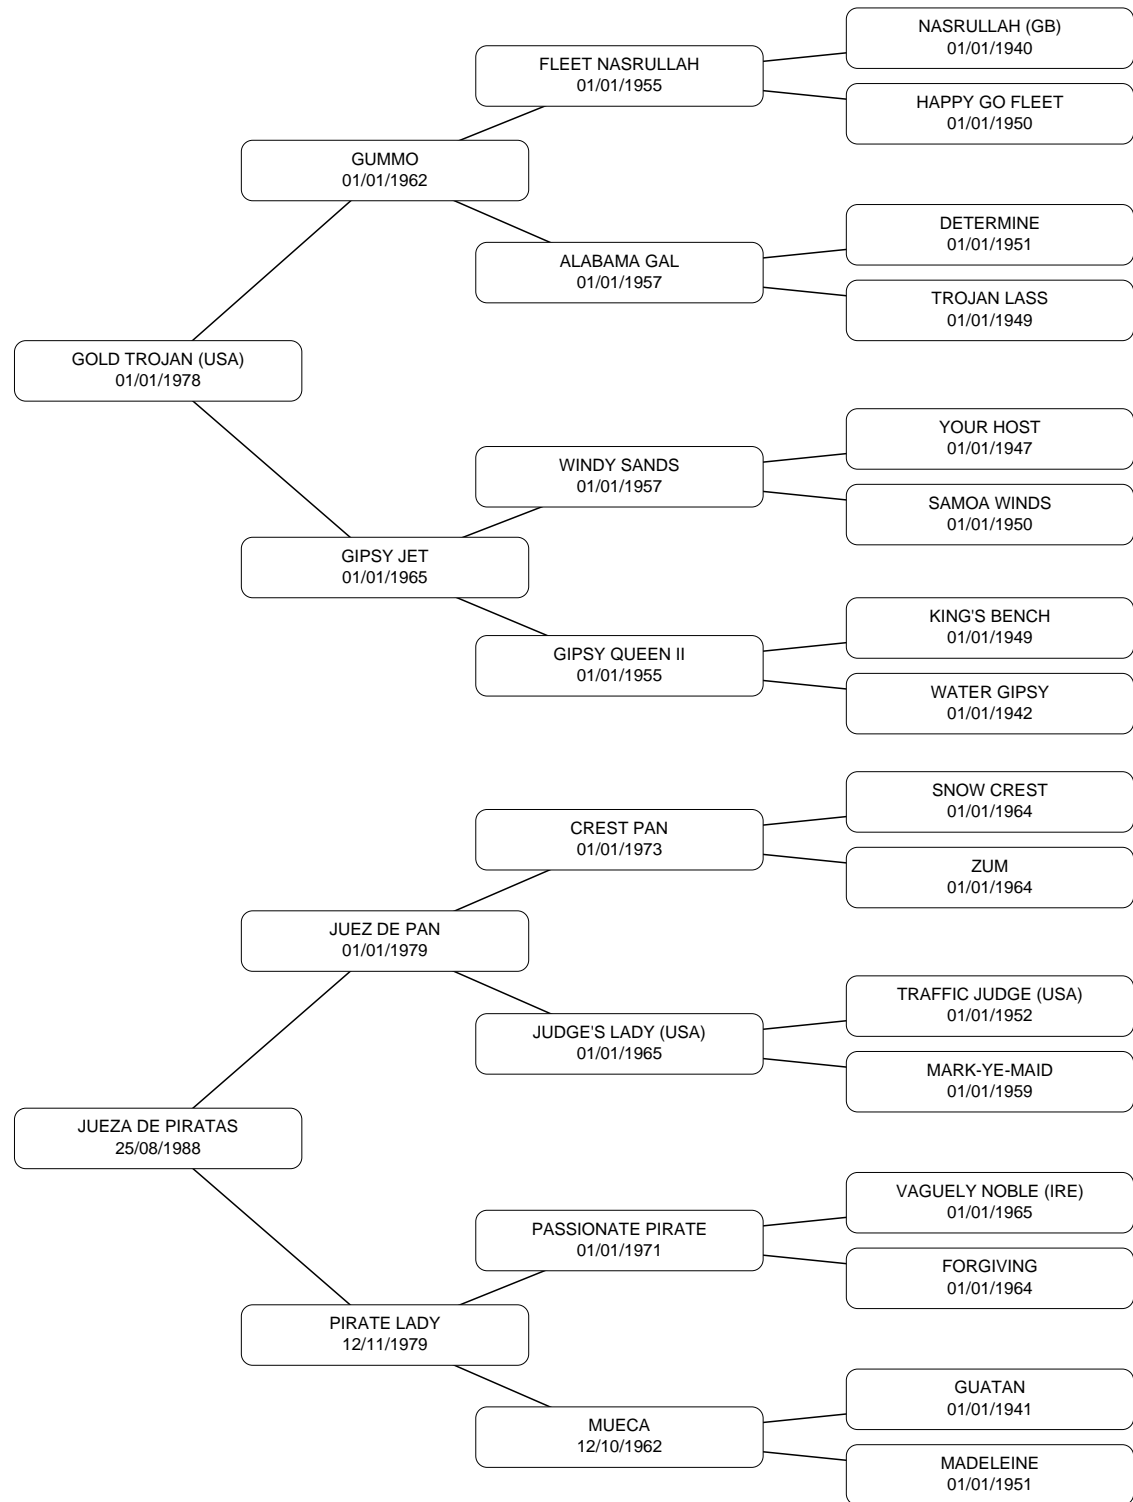 NASRULLAH (GB)
01/01/1940
FLEET NASRULLAH
01/01/1955
HAPPY GO FLEET
01/01/1950
GUMMO
01/01/1962
DETERMINE
01/01/1951
ALABAMA GAL
01/01/1957
TROJAN LASS
01/01/1949
GOLD TROJAN (USA)
01/01/1978
YOUR HOST
01/01/1947
WINDY SANDS
01/01/1957
SAMOA WINDS
01/01/1950
GIPSY JET
01/01/1965
KING'S BENCH
01/01/1949
GIPSY QUEEN II
01/01/1955
WATER GIPSY
01/01/1942
SNOW CREST
01/01/1964
CREST PAN
01/01/1973
ZUM
01/01/1964
JUEZ DE PAN
01/01/1979
TRAFFIC JUDGE (USA)
01/01/1952
JUDGE'S LADY (USA)
01/01/1965
MARK-YE-MAID
01/01/1959
JUEZA DE PIRATAS
25/08/1988
VAGUELY NOBLE (IRE)
01/01/1965
PASSIONATE PIRATE
01/01/1971
FORGIVING
01/01/1964
PIRATE LADY
12/11/1979
GUATAN
01/01/1941
MUECA
12/10/1962
MADELEINE
01/01/1951